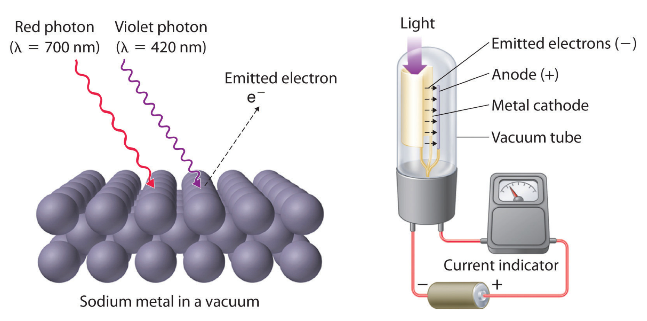 Red photon
(λ = 700 nm)
Violet photon
(λ = 420 nm)
Emitted electron
e⁻
Sodium metal in a vacuum
Light
Emitted electrons (−)
Anode (+)
Metal cathode
Vacuum tube
Current indicator
− +